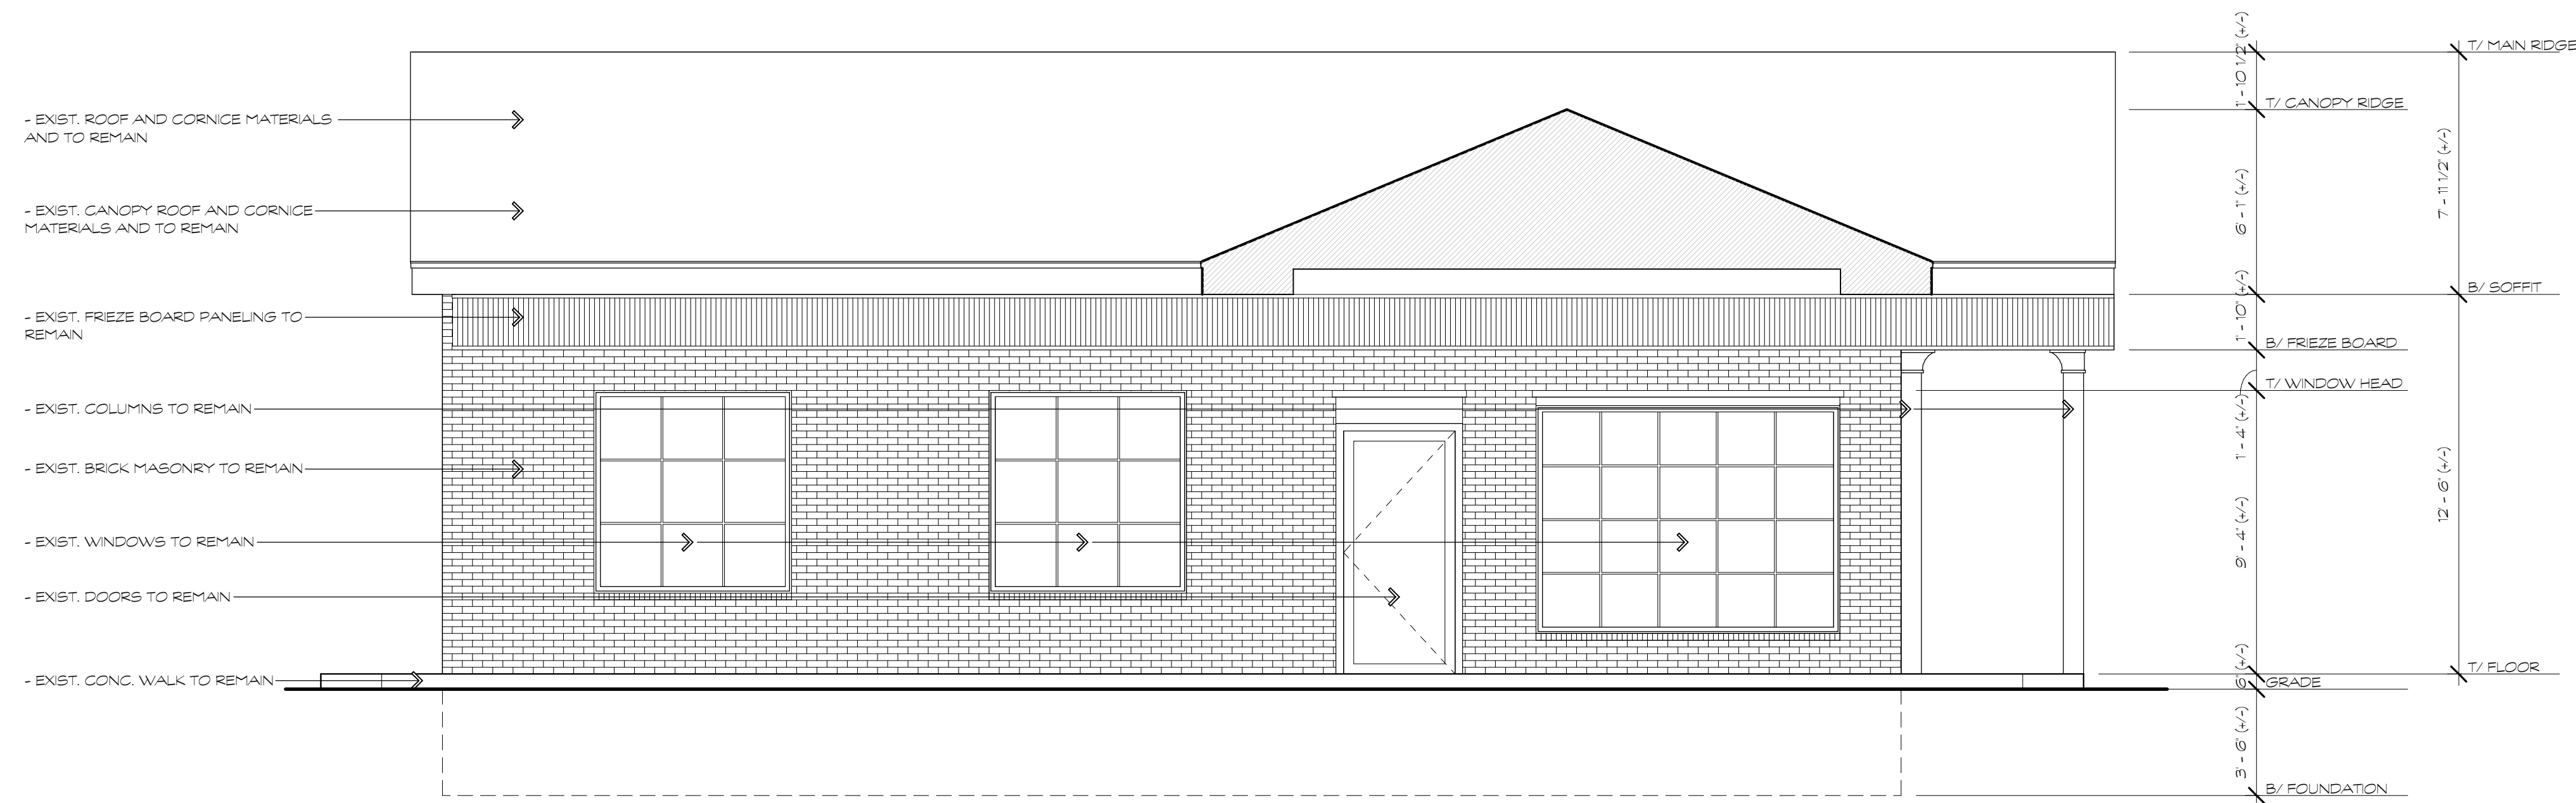 - EXIST. ROOF AND CORNICE MATERIALS
AND TO REMAIN
- EXIST. CANOPY ROOF AND CORNICE
MATERIALS AND TO REMAIN
- EXIST. FRIEZE BOARD PANELING TO
REMAIN
- EXIST. COLUMNS TO REMAIN
- EXIST. BRICK MASONRY TO REMAIN
- EXIST. WINDOWS TO REMAIN
- EXIST. DOORS TO REMAIN
- EXIST. CONC. WALK TO REMAIN
1' - 10 1/2" (+/-)
6' - 1" (+/-)
1' - 10" (+/-)
1' - 4" (+/-)
9' - 4" (+/-)
6" (+/-)
3' - 6" (+/-)
T/ CANOPY RIDGE
B/ FRIEZE BOARD
T/ WINDOW HEAD
GRADE
B/ FOUNDATION
7' - 11 1/2" (+/-)
12' - 6" (+/-)
T/ MAIN RIDGE
B/ SOFFIT
T/ FLOOR